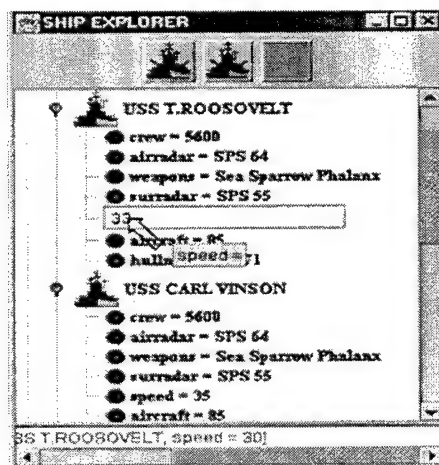 SHIP EXPLORER
USS T.ROOSOVELT
crew = 5600
airradar = SPS 64
weapons = Sea Sparrow Phalanx
surradar = SPS 55
33
aircraft = 85
speed =
71
USS CARL VINSON
crew = 5600
airradar = SPS 64
weapons = Sea Sparrow Phalanx
surradar = SPS 55
speed = 35
aircraft = 85
SS T.ROOSOVELT, speed = 30]